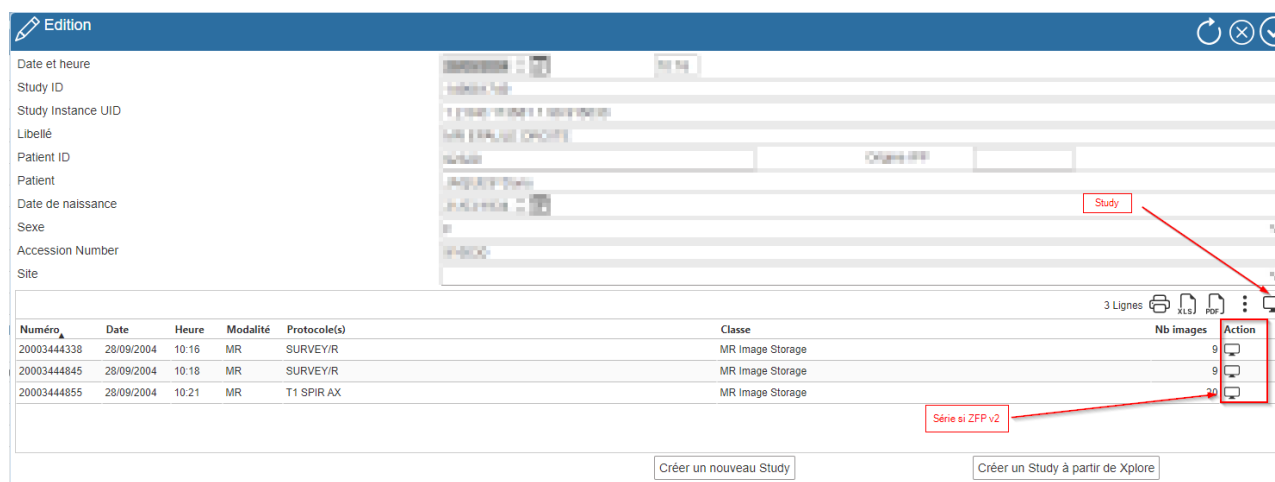 Edition
Date et heure
Study ID
Study Instance UID
Libellé
Patient ID
Patient
Date de naissance
Study
Sexe
Accession Number
Site
3 Lignes XLS PDF
Numéro Date Heure Modalité Protocole(s) Classe Nb images Action
20003444338 28/09/2004 10:16 MR SURVEY/R MR Image Storage 9
20003444845 28/09/2004 10:18 MR SURVEY/R MR Image Storage 9
20003444855 28/09/2004 10:21 MR T1 SPIR AX MR Image Storage 30
Série si ZFP v2
Créer un nouveau Study Créer un Study à partir de Xplore